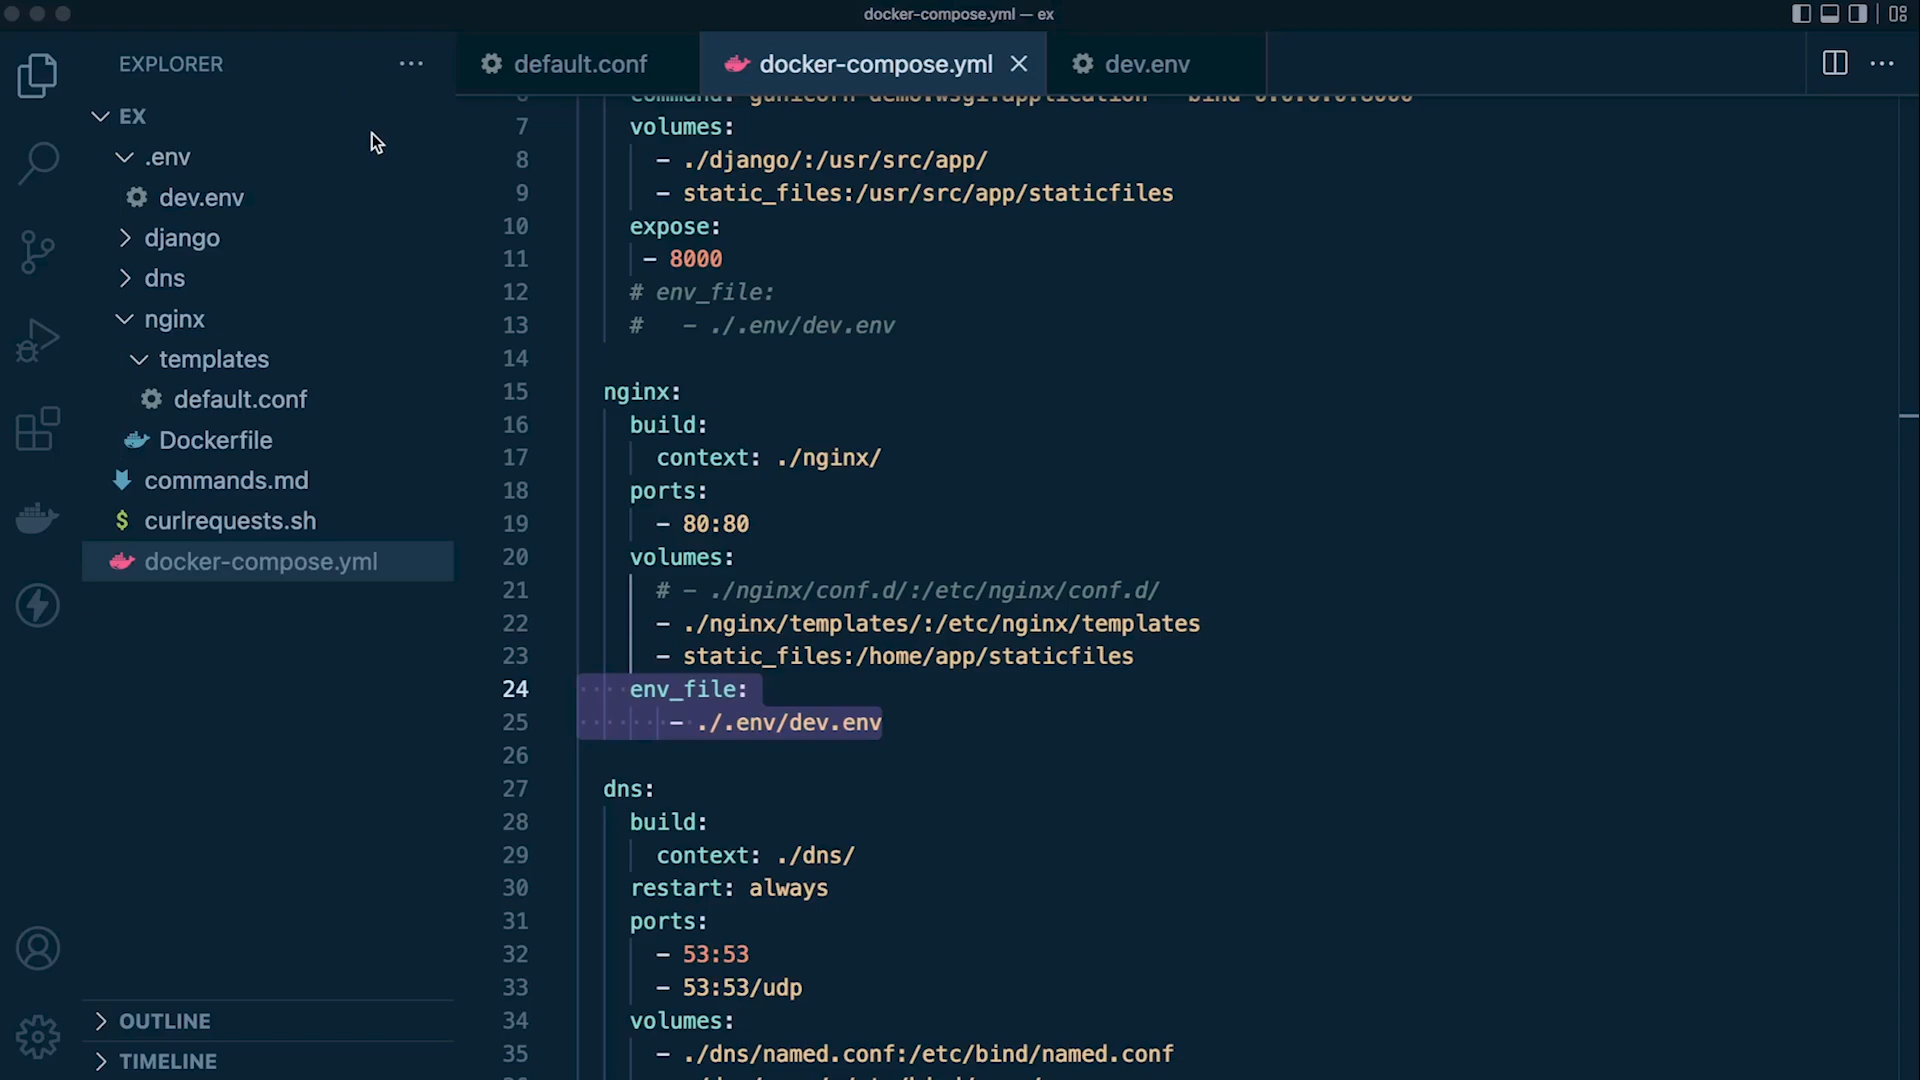 docker-compose.yml — ex
EXPLORER
EX
.env
dev.env
django
dns
nginx
templates
default.conf
Dockerfile
commands.md
curlrequests.sh
docker-compose.yml
OUTLINE
TIMELINE
default.conf
docker-compose.yml
dev.env
7 volumes:
8 - ./django/:/usr/src/app/
9 - static_files:/usr/src/app/staticfiles
10 expose:
11 - 8000
12 # env_file:
13 # - ./.env/dev.env
14
15 nginx:
16 build:
17 context: ./nginx/
18 ports:
19 - 80:80
20 volumes:
21 # - ./nginx/conf.d/:/etc/nginx/conf.d/
22 - ./nginx/templates/:/etc/nginx/templates
23 - static_files:/home/app/staticfiles
24 env_file:
25 - ./.env/dev.env
26
27 dns:
28 build:
29 context: ./dns/
30 restart: always
31 ports:
32 - 53:53
33 - 53:53/udp
34 volumes:
35 - ./dns/named.conf:/etc/bind/named.conf